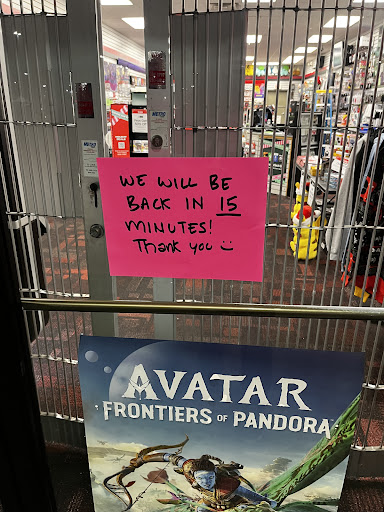 WE WILL BE
BACK IN 15
MINUTES!
Thank you
AVATAR
FRONTIERS OF PANDORA